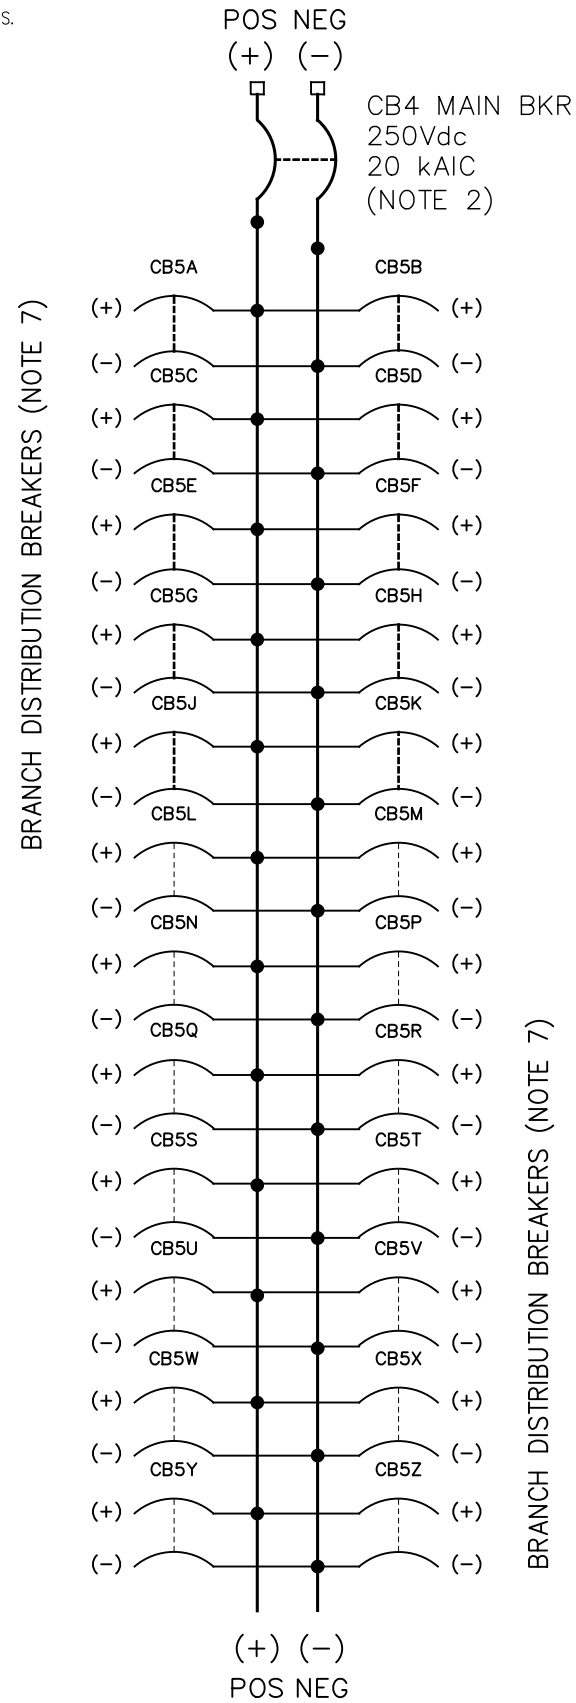 S.
POS NEG
(+) (-)
CB4 MAIN BKR
250Vdc
20 kAIC
(NOTE 2)
BRANCH DISTRIBUTION BREAKERS (NOTE 7)
CB5A CB5B
(+) (+)
(-) (-)
CB5C CB5D
(+) (+)
(-) (-)
CB5E CB5F
(+) (+)
(-) (-)
CB5G CB5H
(+) (+)
(-) (-)
CB5J CB5K
(+) (+)
(-) (-)
CB5L CB5M
(+) (+)
(-) (-)
CB5N CB5P
(+) (+)
(-) (-)
CB5Q CB5R
(+) (+)
(-) (-)
CB5S CB5T
(+) (+)
(-) (-)
CB5U CB5V
(+) (+)
(-) (-)
CB5W CB5X
(+) (+)
(-) (-)
CB5Y CB5Z
(+) (+)
(-) (-)
BRANCH DISTRIBUTION BREAKERS (NOTE 7)
(+) (-)
POS NEG